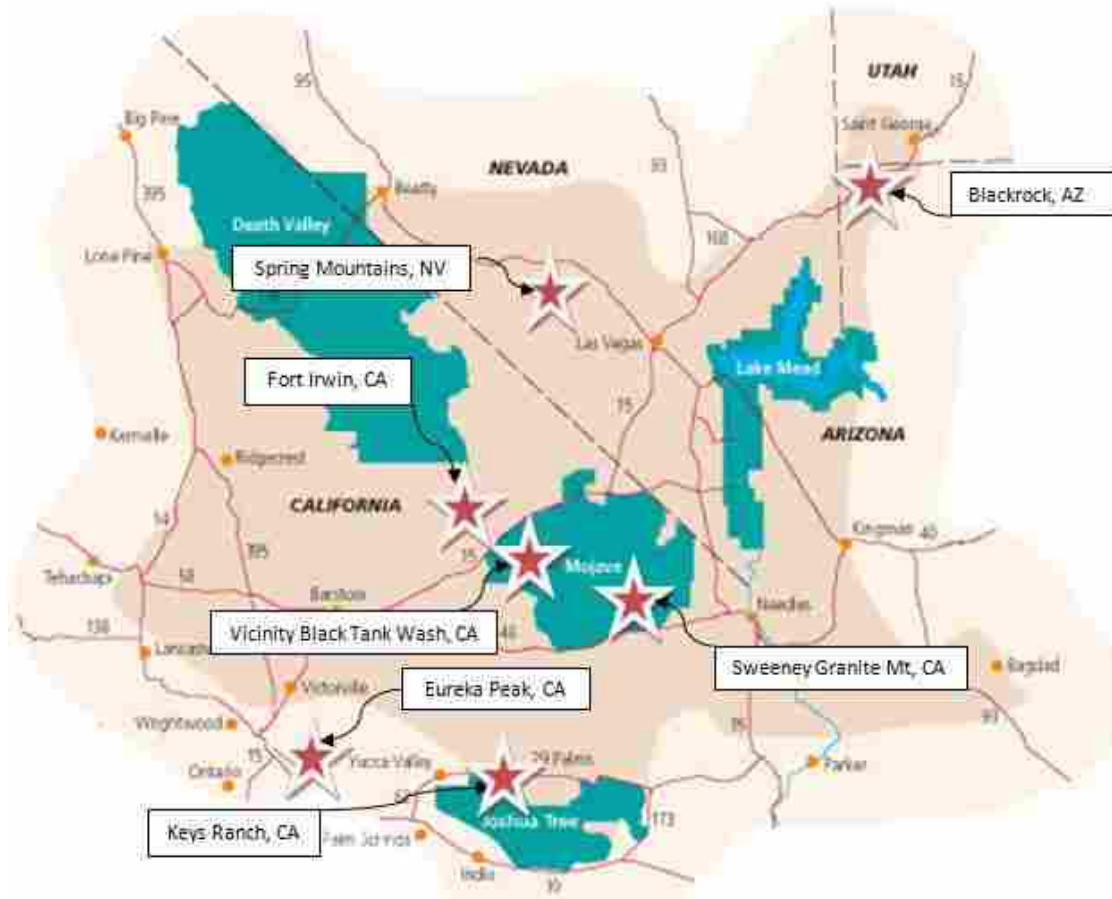 95
UTAH
15
Big Pine
Saint George
NEVADA
93
395
Beatty
Blackrock, AZ
Death Valley
168
Lone Pine
Spring Mountains, NV
Las Vegas
Lake Mead
Fort Irwin, CA
15
Kernville
ARIZONA
Ridgecrest
CALIFORNIA
14
395
15
Kingman
40
Mojave
Tehachapi
58
Barstow
Needles
Vicinity Black Tank Wash, CA
40
138
Sweeney Granite Mt, CA
Bagdad
Lancaster
Eureka Peak, CA
Victorville
93
Wrightwood
95
15
Yucca Valley
29 Palms
Parker
Ontario
62
Keys Ranch, CA
Joshua Tree
Palm Springs
Indio
10